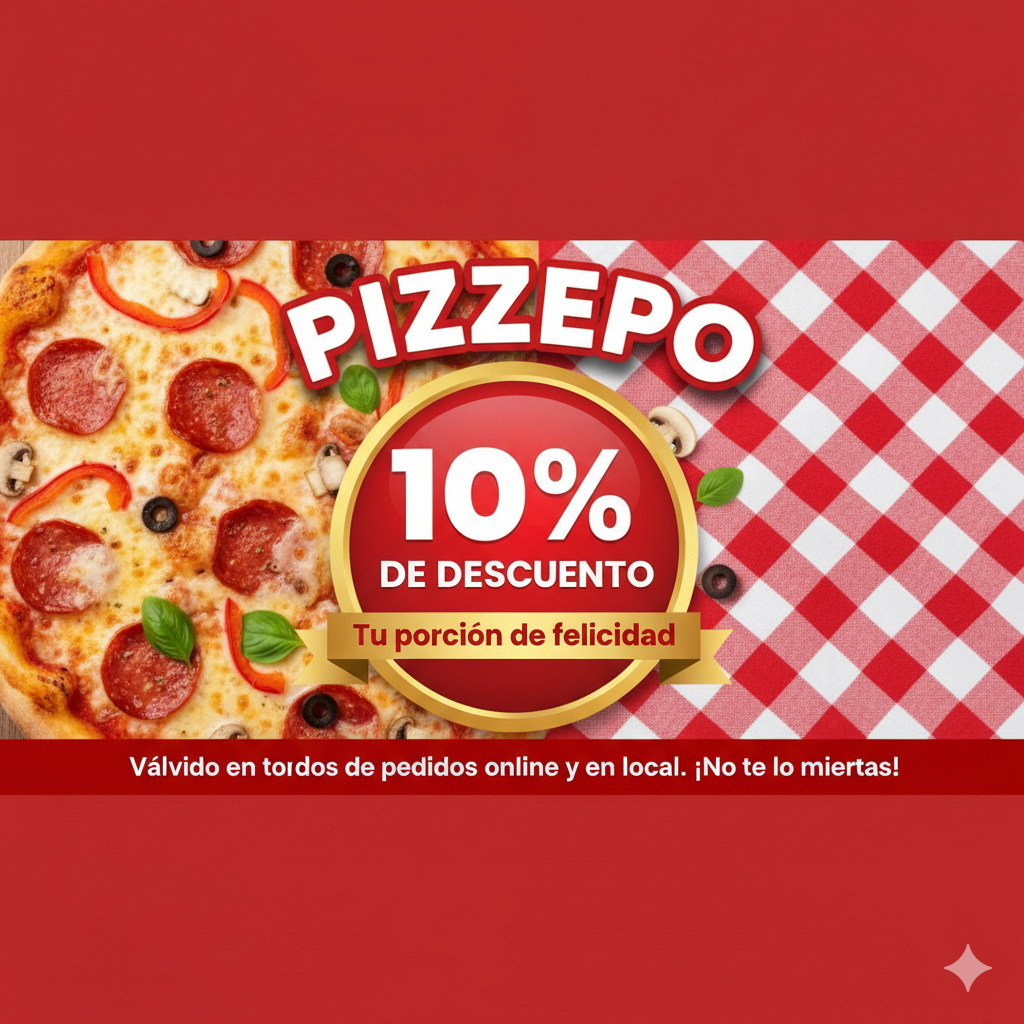 PIZZEPO
10%
DE DESCUENTO
Tu porción de felicidad
Válvido en tordos de pedidos online y en local. ¡No te lo miertas!